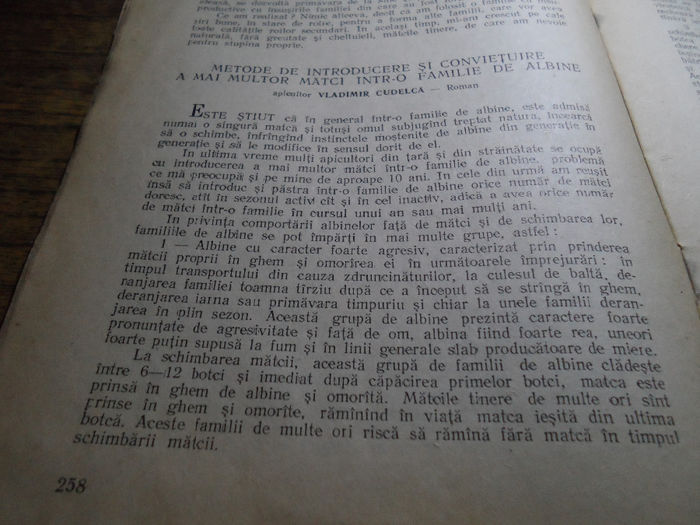 productive cu însușirile familiei din care au
Ce am realizat? Nimic altceva, decît că am folosit o familie cu însu-
șiri bune, în stare de roire, pentru a forma alte familii, care vor avea
toate calitățile roilor secundari. În același timp, mi-am crescut pe cale
naturală, fără greutate și cheltuieli, mătcile tinere, de care am nevoie
pentru stupina proprie.
METODE DE INTRODUCERE ȘI CONVIEȚUIRE
A MAI MULTOR MĂTCI ÎNTR-O FAMILIE DE ALBINE
apicultor VLADIMIR CUDELCA — Roman
ESTE ȘTIUT că în general într-o familie de albine, este admisă
numai o singură matcă și totuși omul subjugînd treptat natura, încearcă
să o schimbe, înfrîngînd instinctele moștenite de albine din generație în
generație și să le modifice în sensul dorit de el.
În ultima vreme mulți apicultori din țară și din străinătate se ocupă
cu introducerea a mai multor mătci într-o familie de albine, problemă
ce mă preocupă și pe mine de aproape 10 ani. În cele din urmă am reușit
însă să introduc și păstra într-o familie de albine orice număr de mătci
doresc, atît în sezonul activ cît și în cel inactiv, adică a avea orice număr
de mătci într-o familie în cursul unui an sau mai mulți ani.
În privința comportării albinelor față de mătci și de schimbarea lor,
familiile de albine se pot împărți în mai multe grupe, astfel :
1 — Albine cu caracter foarte agresiv, caracterizat prin prinderea
mătcii proprii în ghem și omorîrea ei în următoarele împrejurări : în
timpul transportului din cauza zdruncinăturilor, la culesul de baltă, de-
ranjarea familiei toamna tîrziu după ce a început să se strîngă în ghem,
deranjarea iarna sau primăvara timpuriu și chiar la unele familii deran-
jarea în plin sezon. Această grupă de albine prezintă caractere foarte
pronunțate de agresivitate și față de om, albina fiind foarte rea, uneori
foarte puțin supusă la fum și în linii generale slab producătoare de miere.
La schimbarea mătcii, această grupă de familii de albine clădește
între 6—12 botci și imediat după căpăcirea primelor botci, matca este
prinsă în ghem de albine și omorîtă. Mătcile tinere de multe ori sînt
prinse în ghem și omorîte, rămînînd în viață matca ieșită din ultima
botcă. Aceste familii de multe ori riscă să rămînă fără matcă în timpul
schimbării mătcii.
258